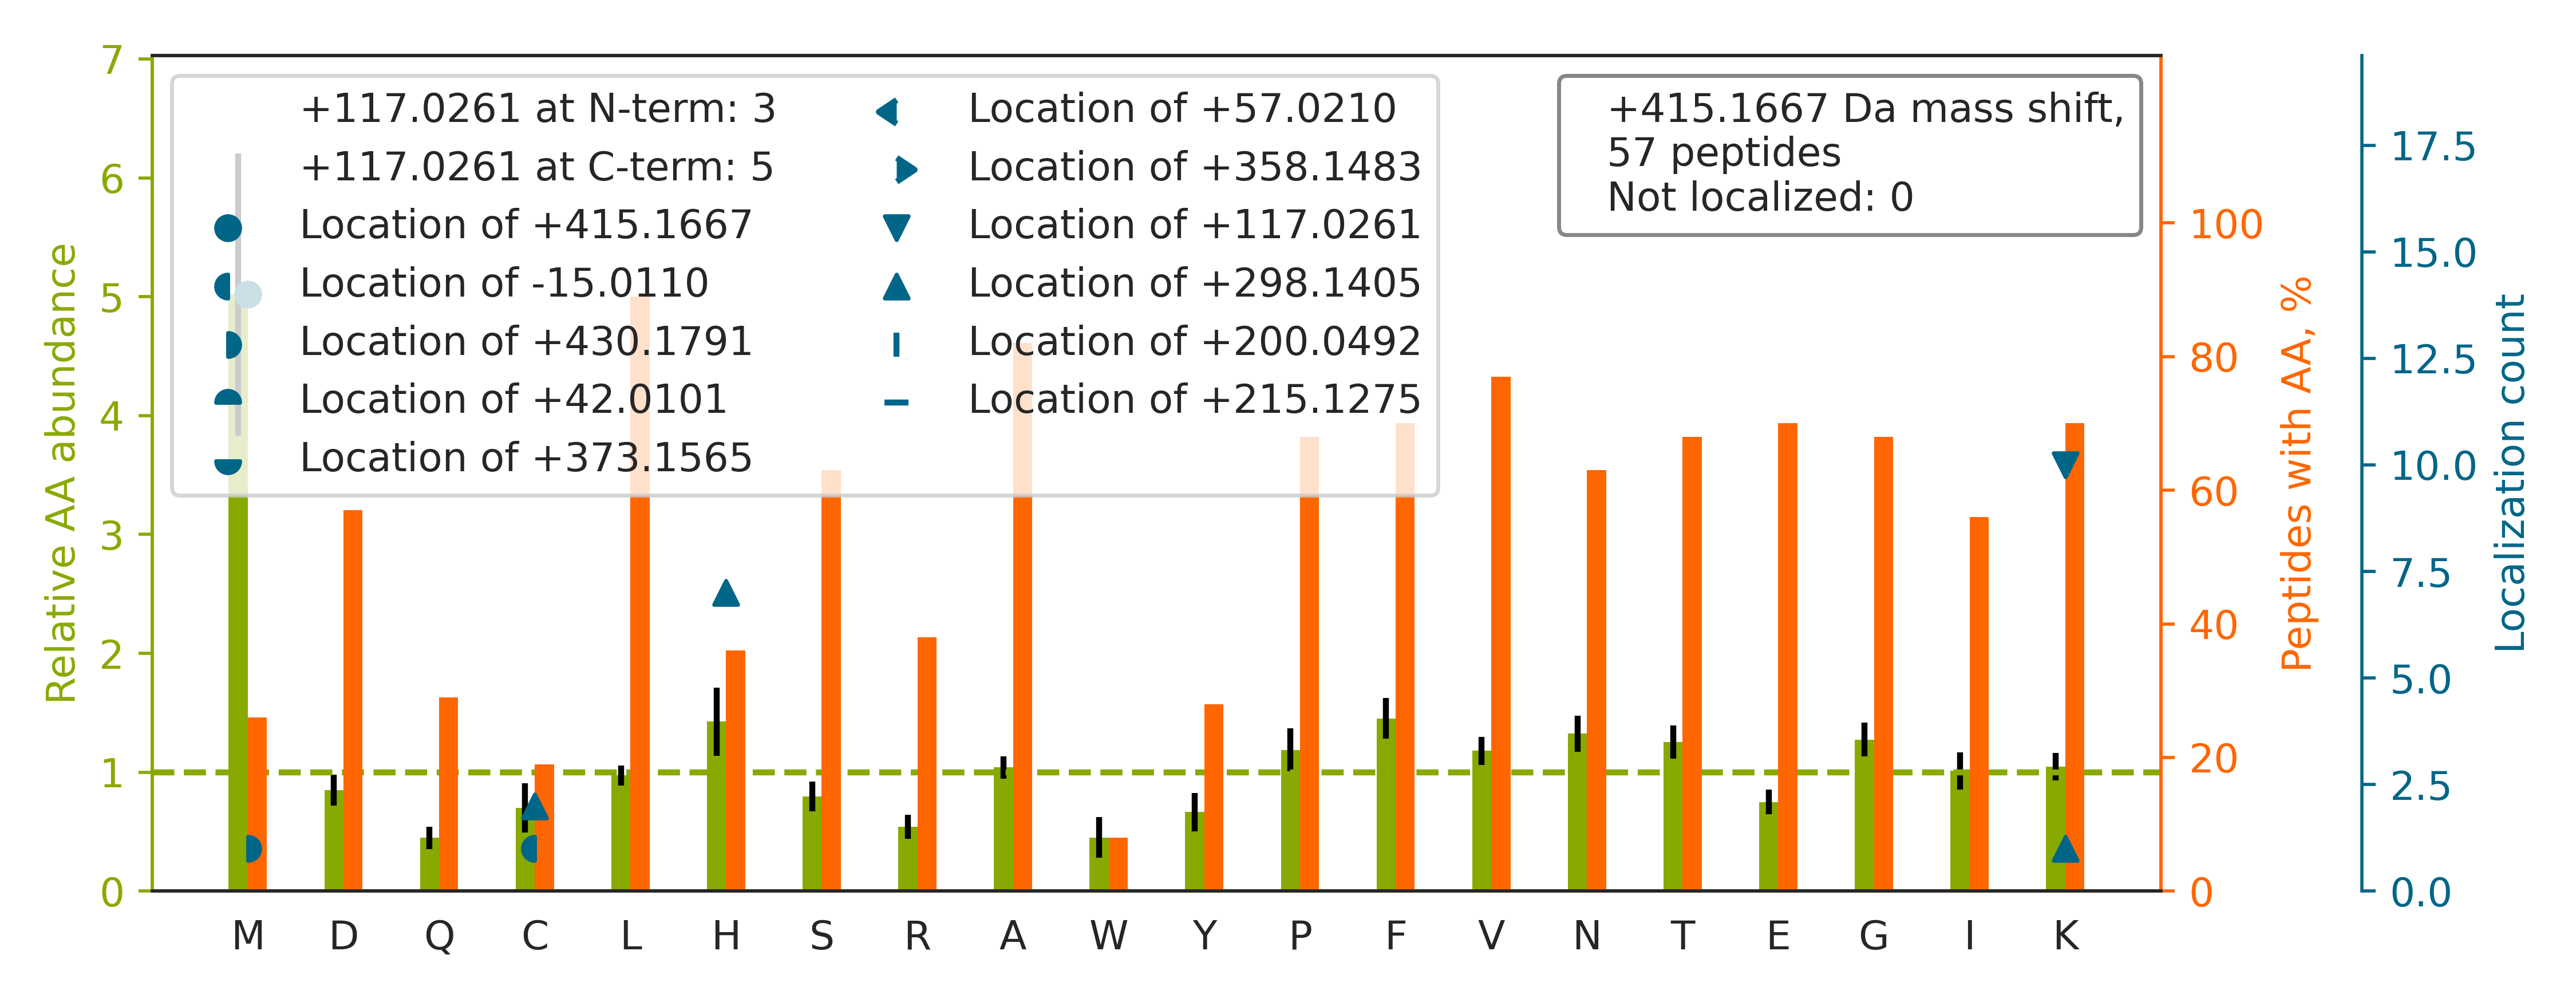 7
6
5
4
3
2
1
0
Relative AA abundance
+117.0261 at N-term: 3
+117.0261 at C-term: 5
Location of +415.1667
Location of -15.0110
Location of +430.1791
Location of +42.0101
Location of +373.1565
Location of +57.0210
Location of +358.1483
Location of +117.0261
Location of +298.1405
Location of +200.0492
Location of +215.1275
+415.1667 Da mass shift,
57 peptides
Not localized: 0
100
80
60
40
20
0
Peptides with AA, %
17.5
15.0
12.5
10.0
7.5
5.0
2.5
0.0
Localization count
M D Q C L H S R A W Y P F V N T E G I K